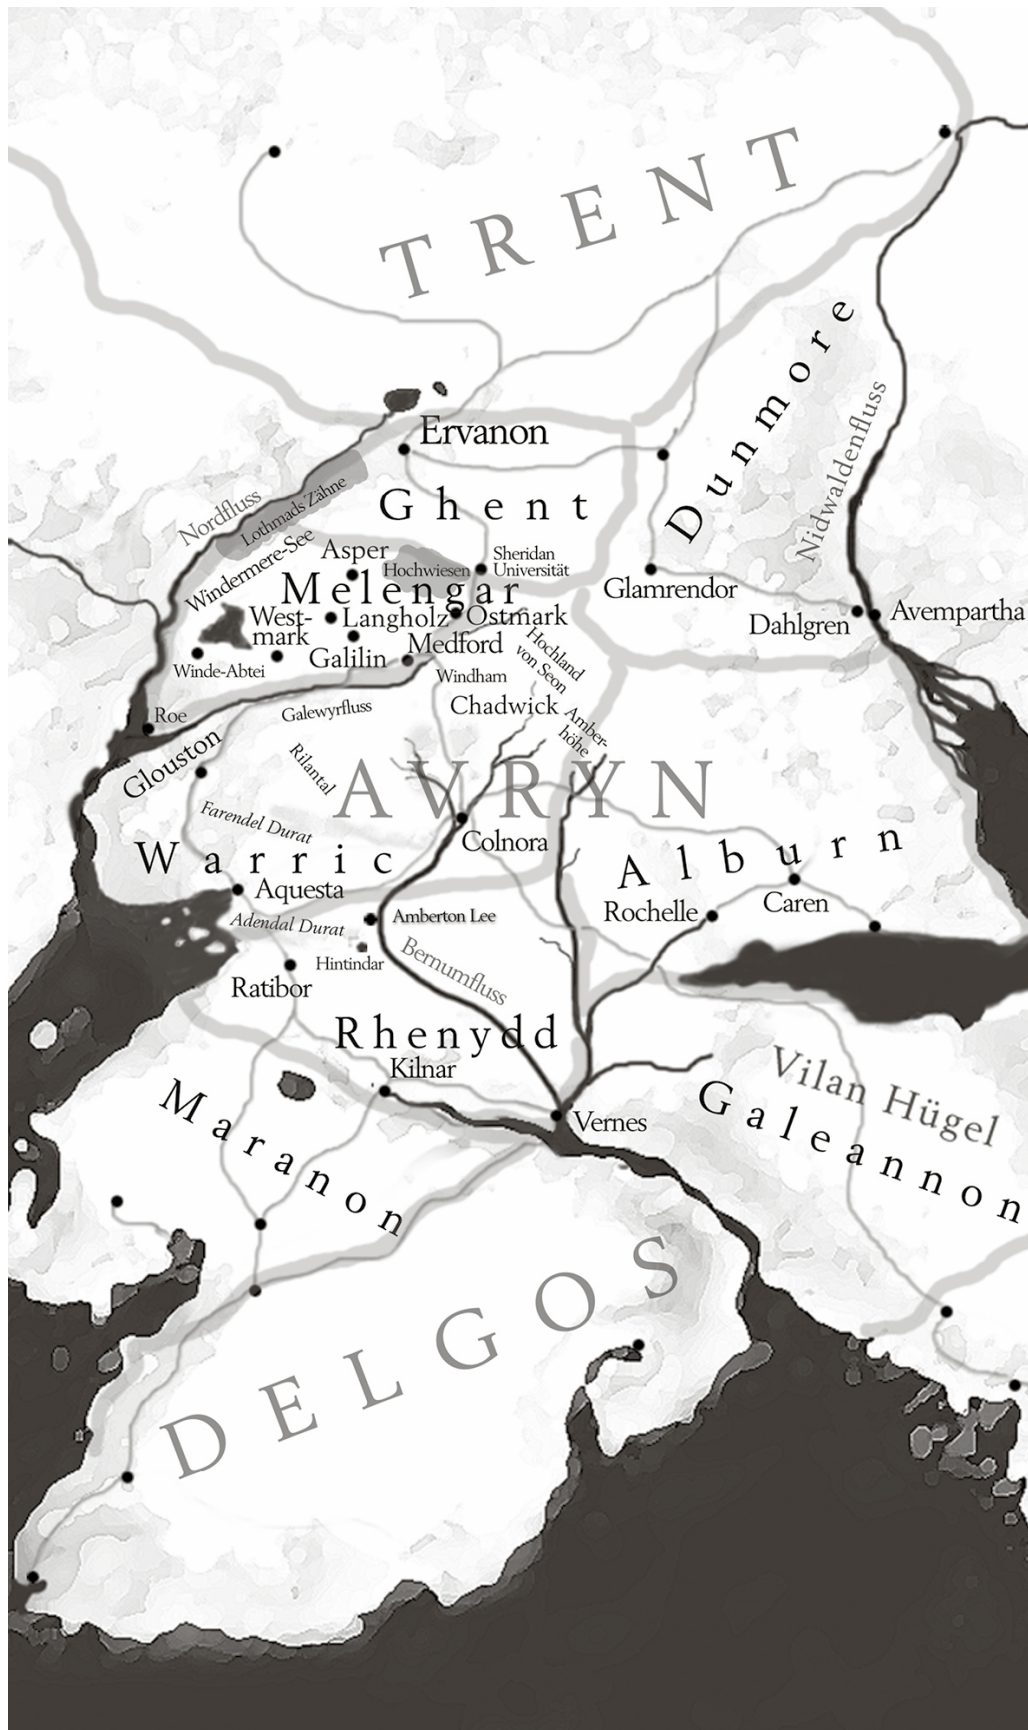 TRENT
Dunmore
Nidwaldenfluss
Ervanon
Ghent
Nordfluss
Lothmads Zähne
Windermere-See
Asper
Hochwiesen
Sheridan
Universität
Melengar
Glamrendor
West-
mark
Langholz
Ostmark
Dahlgren
Avempartha
Galilin
Medford
Winde-Abtei
Windham
Hochland
von Seon
Roe
Galewyrfluss
Chadwick
Amber-
höhe
Glouston
Rilantal
AVRYN
Farendel Durat
Colnora
Warric
Alburn
Aquesta
Rochelle
Caren
Adendal Durat
Amberton Lee
Hintindar
Bernumfluss
Ratibor
Rhenydd
Kilnar
Vilan Hügel
Maranon
Vernes
Galeannon
DELGOS